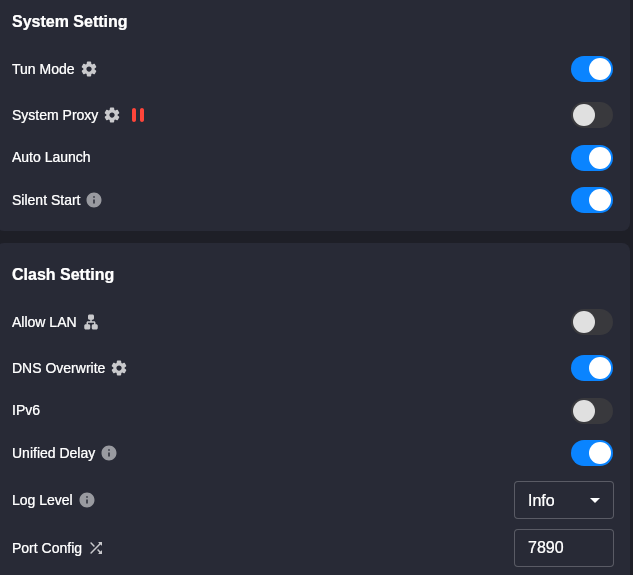 System Setting
Tun Mode
System Proxy
Auto Launch
Silent Start
Clash Setting
Allow LAN
DNS Overwrite
IPv6
Unified Delay
Log Level Info
Port Config 7890